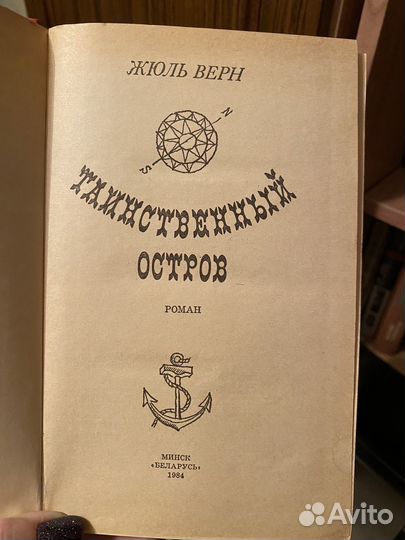 ЖЮЛЬ ВЕРН
N
S
ТАИНСТВЕННЫЙ
ОСТРОВ
РОМАН
МИНСК
«БЕЛАРУСЬ»
1984
Avito